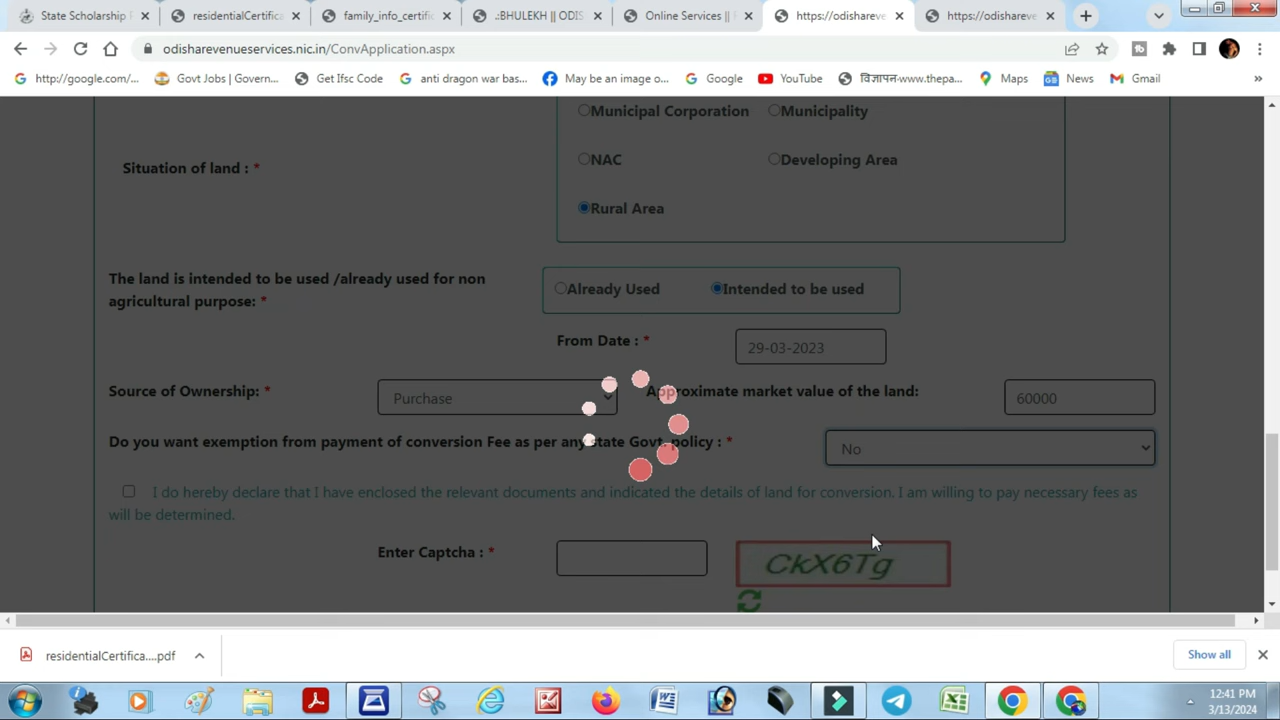 State Scholarship
residentialCertifica
family_info_certific
.:BHULEKH || ODIS
Online Services ||
https://odishareve
https://odishareve
odisharevenueservices.nic.in/ConvApplication.aspx
http://google.com/...
Govt Jobs | Govern...
Get Ifsc Code
anti dragon war bas...
May be an image o...
Google
YouTube
विज्ञापन-www.thepa...
Maps
News
Gmail
»
Municipal Corporation
Municipality
Situation of land : *
NAC
Developing Area
Rural Area
The land is intended to be used /already used for non
agricultural purpose: *
Already Used
Intended to be used
From Date : *
29-03-2023
Source of Ownership: *
Purchase
Approximate market value of the land:
60000
Do you want exemption from payment of conversion Fee as per any state Govt. policy : *
No
I do hereby declare that I have enclosed the relevant documents and indicated the details of land for conversion. I am willing to pay necessary fees as
will be determined.
Enter Captcha : *
CkX6Tg
residentialCertifica....pdf
Show all
12:41 PM
3/13/2024